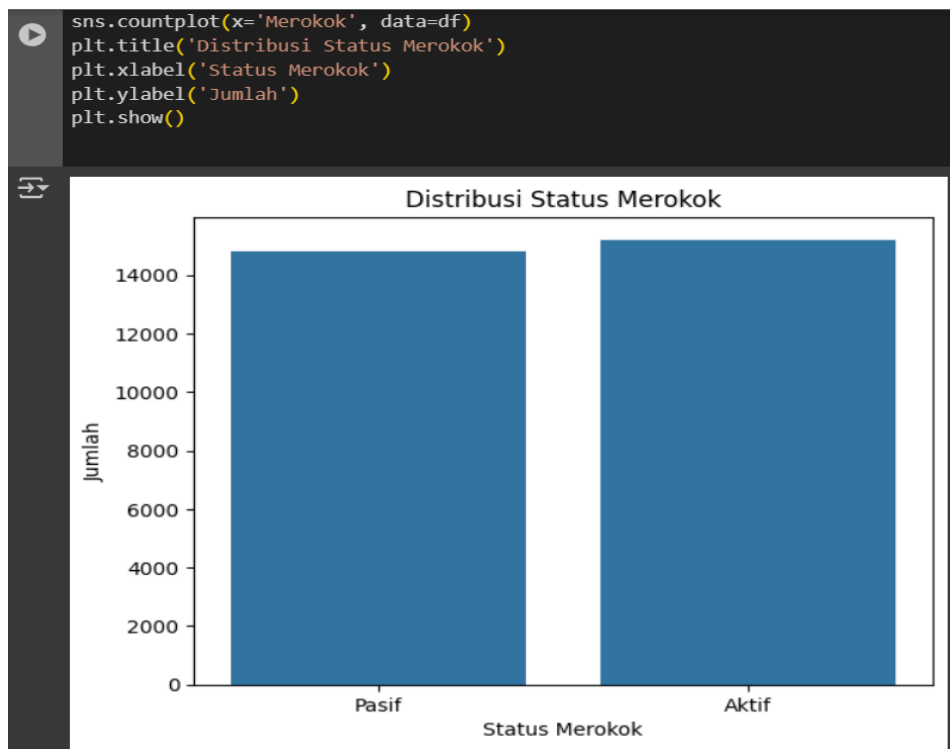 sns.countplot(x='Merokok', data=df)
plt.title('Distribusi Status Merokok')
plt.xlabel('Status Merokok')
plt.ylabel('Jumlah')
plt.show()
Distribusi Status Merokok
14000
12000
10000
8000
6000
4000
2000
0
Jumlah
Pasif Aktif
Status Merokok